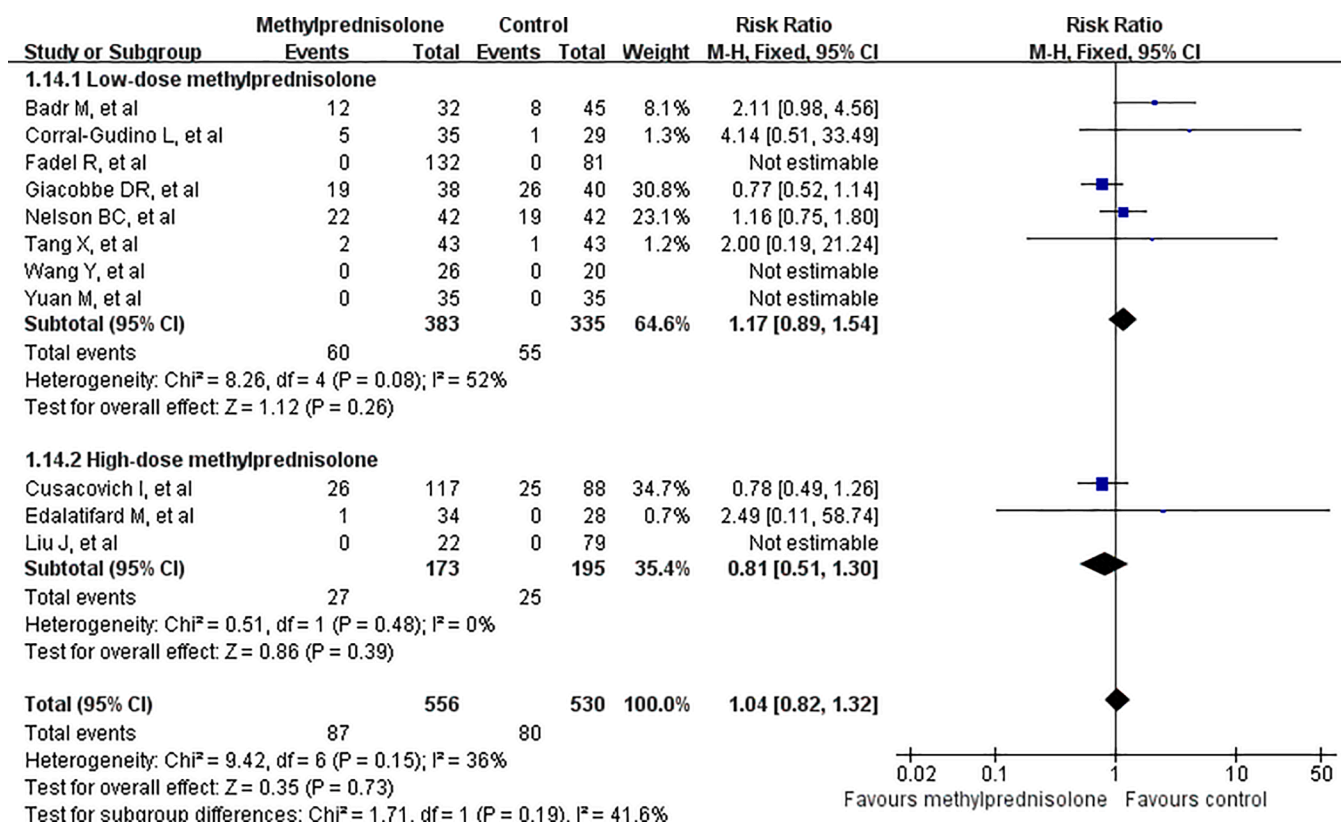 Methylprednisolone Control Risk Ratio Risk Ratio
Study or Subgroup Events Total Events Total Weight M-H, Fixed, 95% CI M-H, Fixed, 95% CI
1.14.1 Low-dose methylprednisolone
Badr M, et al 12 32 8 45 8.1% 2.11 [0.98, 4.56]
Corral-Gudino L, et al 5 35 1 29 1.3% 4.14 [0.51, 33.49]
Fadel R, et al 0 132 0 81 Not estimable
Giacobbe DR, et al 19 38 26 40 30.8% 0.77 [0.52, 1.14]
Nelson BC, et al 22 42 19 42 23.1% 1.16 [0.75, 1.80]
Tang X, et al 2 43 1 43 1.2% 2.00 [0.19, 21.24]
Wang Y, et al 0 26 0 20 Not estimable
Yuan M, et al 0 35 0 35 Not estimable
Subtotal (95% CI) 383 335 64.6% 1.17 [0.89, 1.54]
Total events 60 55
Heterogeneity: Chi² = 8.26, df = 4 (P = 0.08); I² = 52%
Test for overall effect: Z = 1.12 (P = 0.26)
1.14.2 High-dose methylprednisolone
Cusacovich I, et al 26 117 25 88 34.7% 0.78 [0.49, 1.26]
Edalatifard M, et al 1 34 0 28 0.7% 2.49 [0.11, 58.74]
Liu J, et al 0 22 0 79 Not estimable
Subtotal (95% CI) 173 195 35.4% 0.81 [0.51, 1.30]
Total events 27 25
Heterogeneity: Chi² = 0.51, df = 1 (P = 0.48); I² = 0%
Test for overall effect: Z = 0.86 (P = 0.39)
Total (95% CI) 556 530 100.0% 1.04 [0.82, 1.32]
Total events 87 80
Heterogeneity: Chi² = 9.42, df = 6 (P = 0.15); I² = 36%
Test for overall effect: Z = 0.35 (P = 0.73)
Test for subgroup differences: Chi² = 1.71, df = 1 (P = 0.19), I² = 41.6%
0.02 0.1 1 10 50
Favours methylprednisolone Favours control